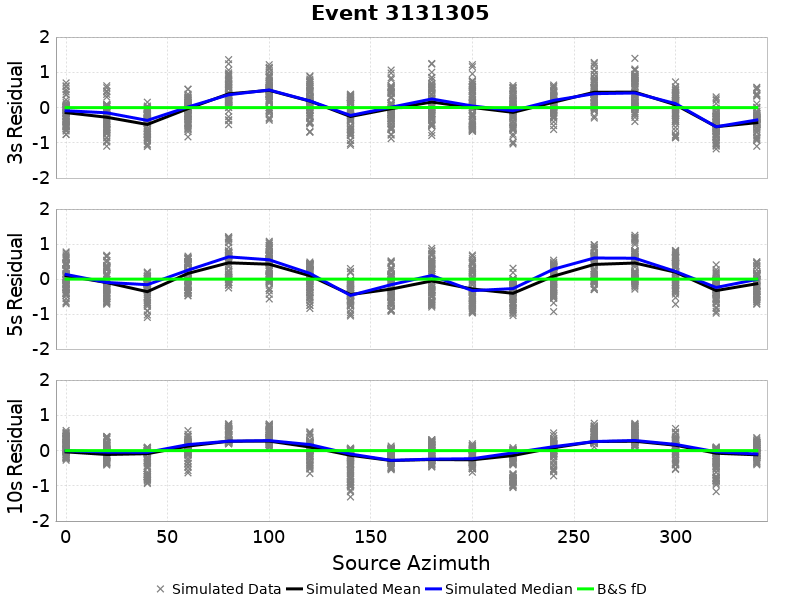 Event 3131305
2
1
0
-1
-2
3s Residual
2
1
0
-1
-2
5s Residual
2
1
0
-1
-2
10s Residual
0 50 100 150 200 250 300
Source Azimuth
Simulated Data Simulated Mean Simulated Median B&S fD